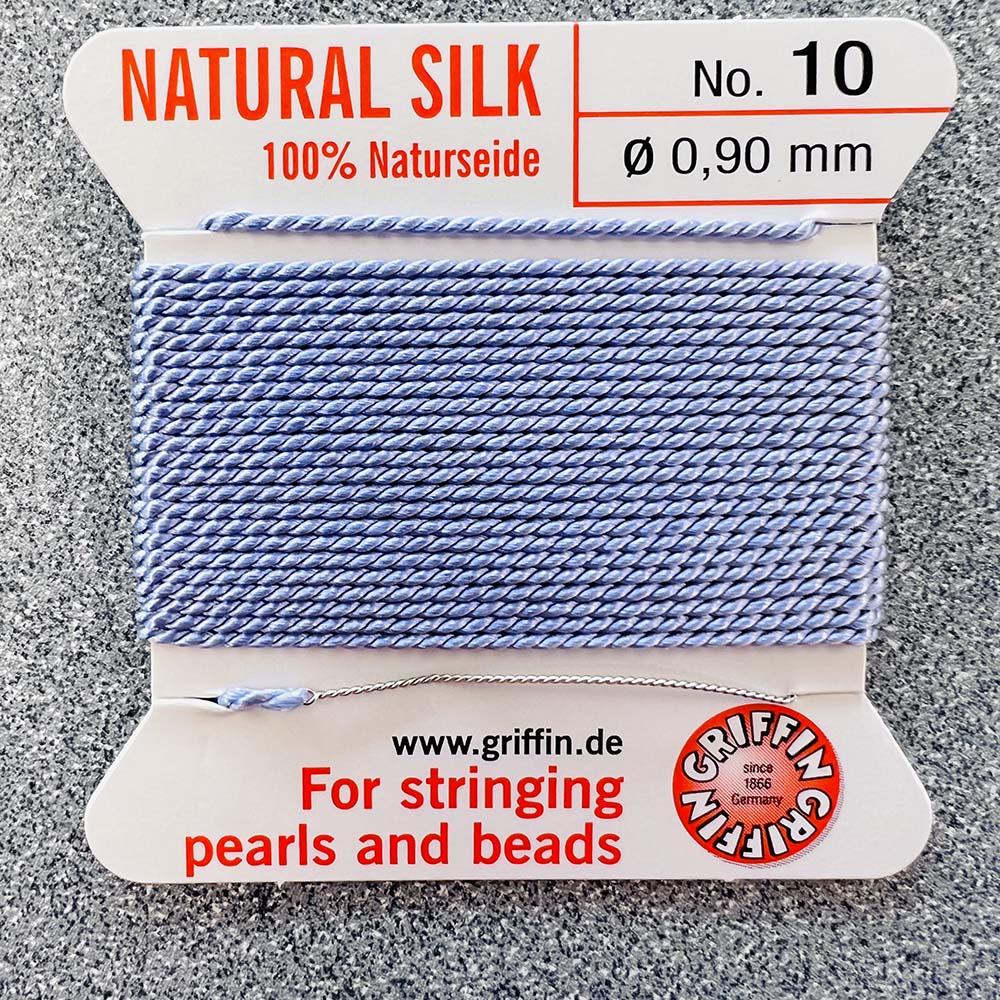 NATURAL SILK
100% Naturseide
No. 10
Ø 0,90 mm
www.griffin.de
For stringing
pearls and beads
GRIFFIN GRIFFIN
since
1866
Germany